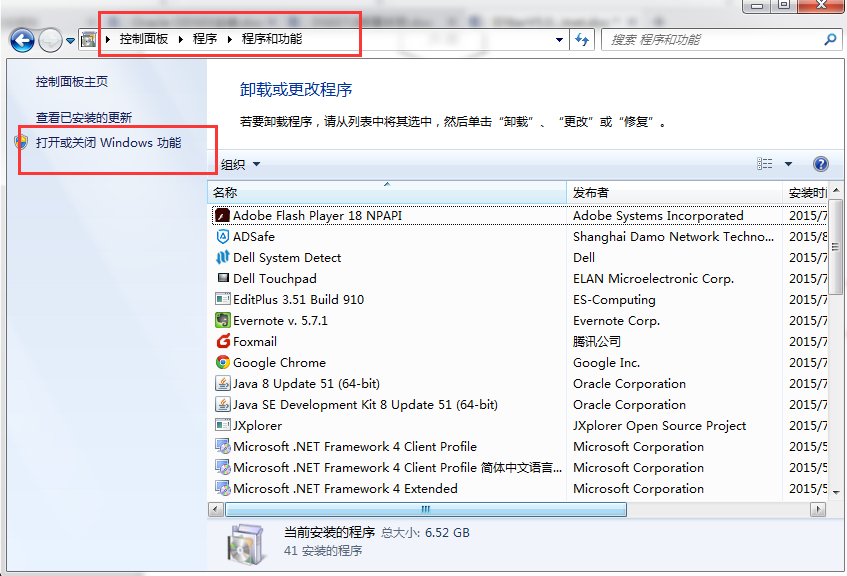 控制面板 程序 程序和功能
搜索 程序和功能
控制面板主页
查看已安装的更新
打开或关闭 Windows 功能
卸载或更改程序
若要卸载程序，请从列表中将其选中，然后单击“卸载”、“更改”或“修复”。
组织
名称 发布者 安装时
Adobe Flash Player 18 NPAPI Adobe Systems Incorporated 2015/7
ADSafe Shanghai Damo Network Techno... 2015/8
Dell System Detect Dell 2015/7
Dell Touchpad ELAN Microelectronic Corp. 2015/7
EditPlus 3.51 Build 910 ES-Computing 2015/7
Evernote v. 5.7.1 Evernote Corp. 2015/7
Foxmail 腾讯公司 2015/7
Google Chrome Google Inc. 2015/7
Java 8 Update 51 (64-bit) Oracle Corporation 2015/7
Java SE Development Kit 8 Update 51 (64-bit) Oracle Corporation 2015/7
JXplorer JXplorer Open Source Project 2015/7
Microsoft .NET Framework 4 Client Profile Microsoft Corporation 2015/5
Microsoft .NET Framework 4 Client Profile 简体中文语言... Microsoft Corporation 2015/5
Microsoft .NET Framework 4 Extended Microsoft Corporation 2015/5
当前安装的程序 总大小: 6.52 GB
41 安装的程序